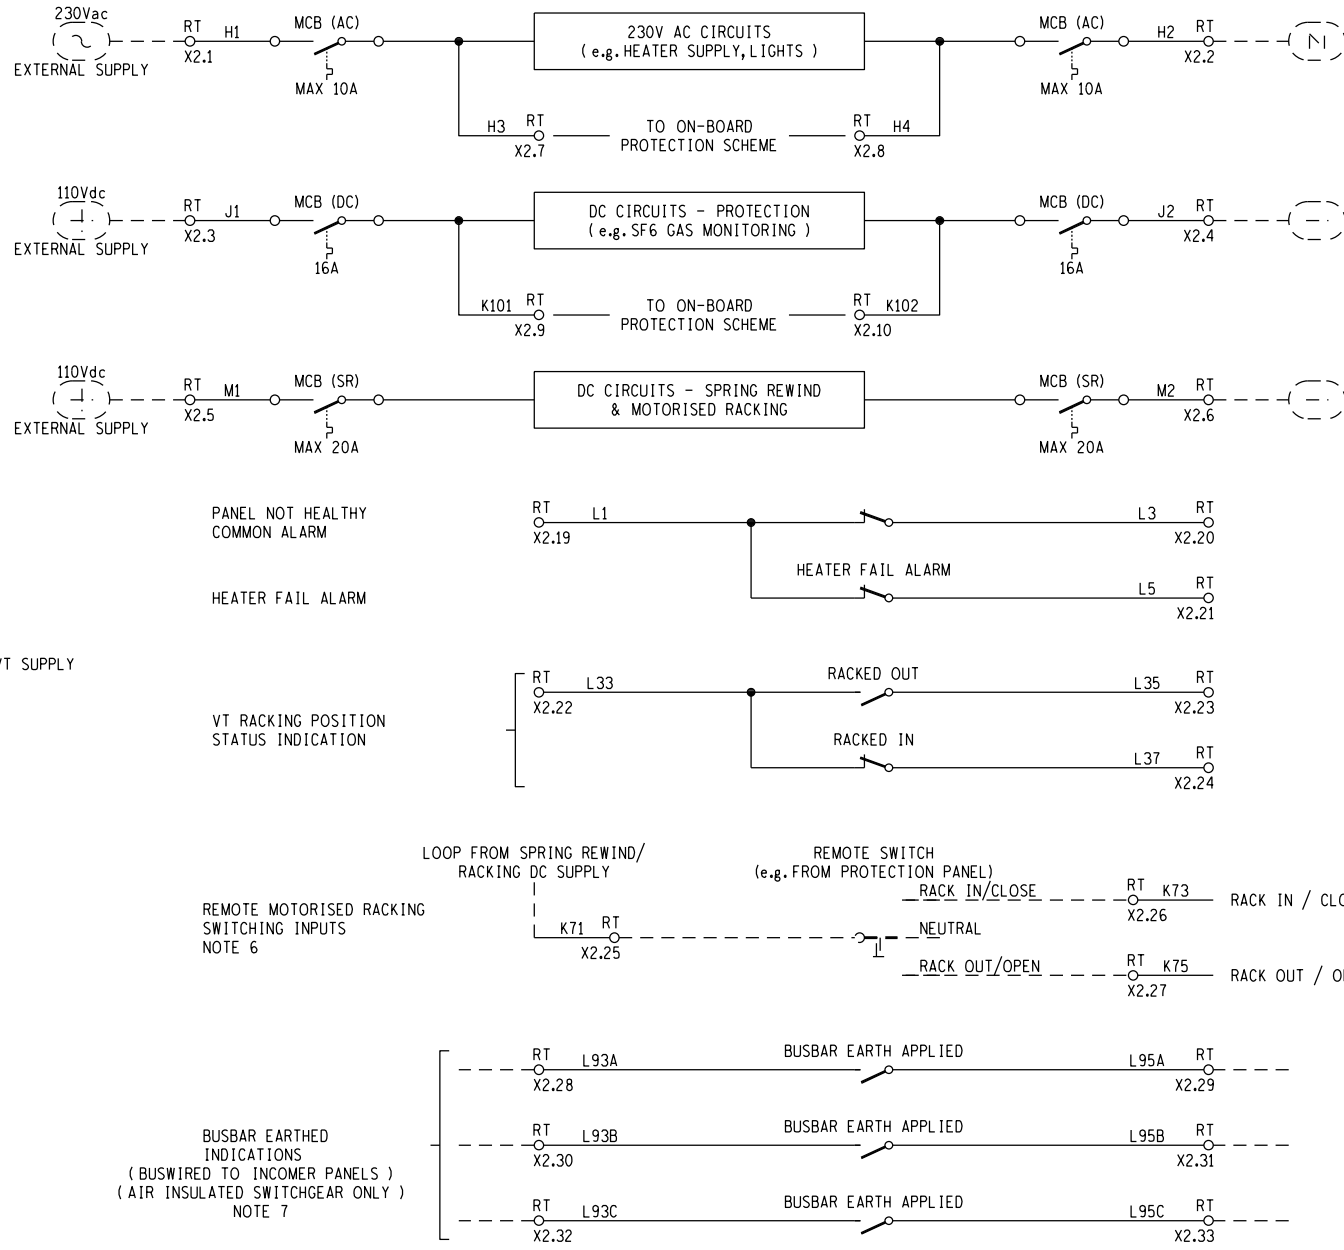 230Vac
RT H1 MCB (AC) 230V AC CIRCUITS MCB (AC) H2 RT
X2.1 (e.g. HEATER SUPPLY, LIGHTS) X2.2
EXTERNAL SUPPLY
MAX 10A MAX 10A
H3 RT TO ON-BOARD RT H4
X2.7 PROTECTION SCHEME X2.8
110Vdc
RT J1 MCB (DC) DC CIRCUITS - PROTECTION MCB (DC) J2 RT
X2.3 (e.g. SF6 GAS MONITORING) X2.4
EXTERNAL SUPPLY
16A 16A
K101 RT TO ON-BOARD RT K102
X2.9 PROTECTION SCHEME X2.10
110Vdc
RT M1 MCB (SR) DC CIRCUITS - SPRING REWIND MCB (SR) M2 RT
X2.5 & MOTORISED RACKING X2.6
EXTERNAL SUPPLY
MAX 20A MAX 20A
PANEL NOT HEALTHY RT L1 L3 RT
COMMON ALARM X2.19 X2.20
HEATER FAIL ALARM
HEATER FAIL ALARM L5 RT
X2.21
SUPPLY
RT L33 RACKED OUT L35 RT
X2.22 X2.23
VT RACKING POSITION
STATUS INDICATION
RACKED IN L37 RT
X2.24
LOOP FROM SPRING REWIND/ REMOTE SWITCH
RACKING DC SUPPLY (e.g. FROM PROTECTION PANEL)
RACK IN/CLOSE RT K73 RACK IN /
X2.26
REMOTE MOTORISED RACKING
SWITCHING INPUTS K71 RT NEUTRAL
NOTE 6 X2.25
RACK OUT/OPEN RT K75 RACK OUT /
X2.27
RT L93A BUSBAR EARTH APPLIED L95A RT
X2.28 X2.29
BUSBAR EARTHED RT L93B BUSBAR EARTH APPLIED L95B RT
INDICATIONS X2.30 X2.31
(BUSWIRED TO INCOMER PANELS)
(AIR INSULATED SWITCHGEAR ONLY)
NOTE 7
RT L93C BUSBAR EARTH APPLIED L95C RT
X2.32 X2.33